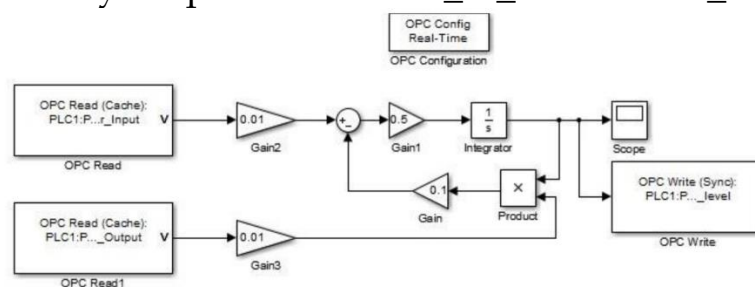 OPC Config
Real-Time
OPC Configuration
OPC Read (Cache):
PLC1:P...r_Input
V
OPC Read
0.01
Gain2
+
_
0.5
Gain1
1
s
Integrator
Scope
0.1
Gain
×
Product
OPC Write (Sync):
PLC1:P..._level
OPC Write
OPC Read (Cache):
PLC1:P..._Output
V
OPC Read1
0.01
Gain3